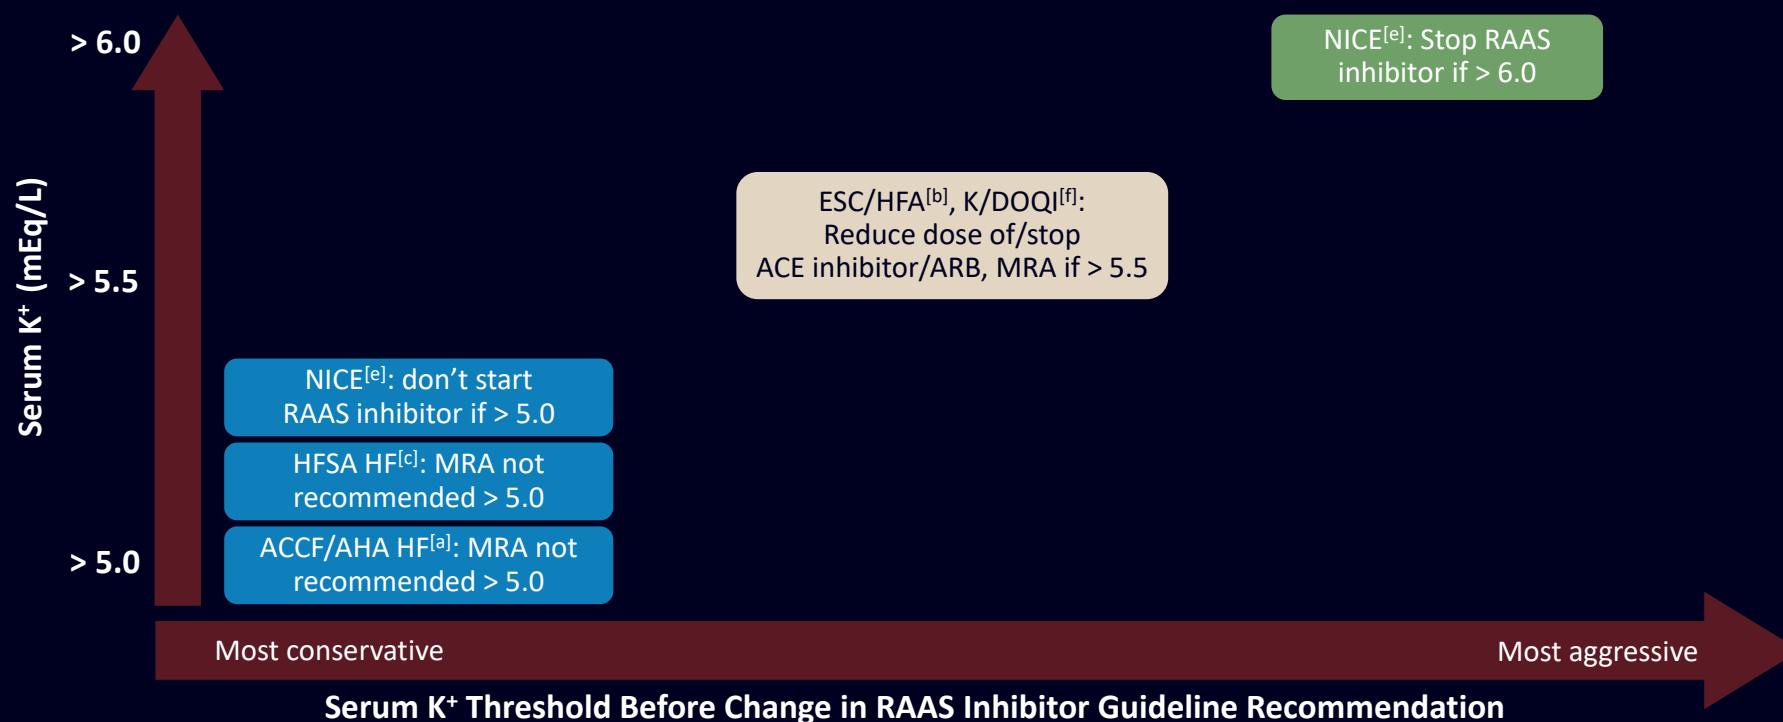 > 6.0
NICE[e]: Stop RAAS
inhibitor if > 6.0
ESC/HFA[b], K/DOQI[f]:
Reduce dose of/stop
ACE inhibitor/ARB, MRA if > 5.5
> 5.5
Serum K+ (mEq/L)
NICE[e]: don’t start
RAAS inhibitor if > 5.0
HFSA HF[c]: MRA not
recommended > 5.0
ACCF/AHA HF[a]: MRA not
recommended > 5.0
> 5.0
Most conservative
Most aggressive
Serum K+ Threshold Before Change in RAAS Inhibitor Guideline Recommendation